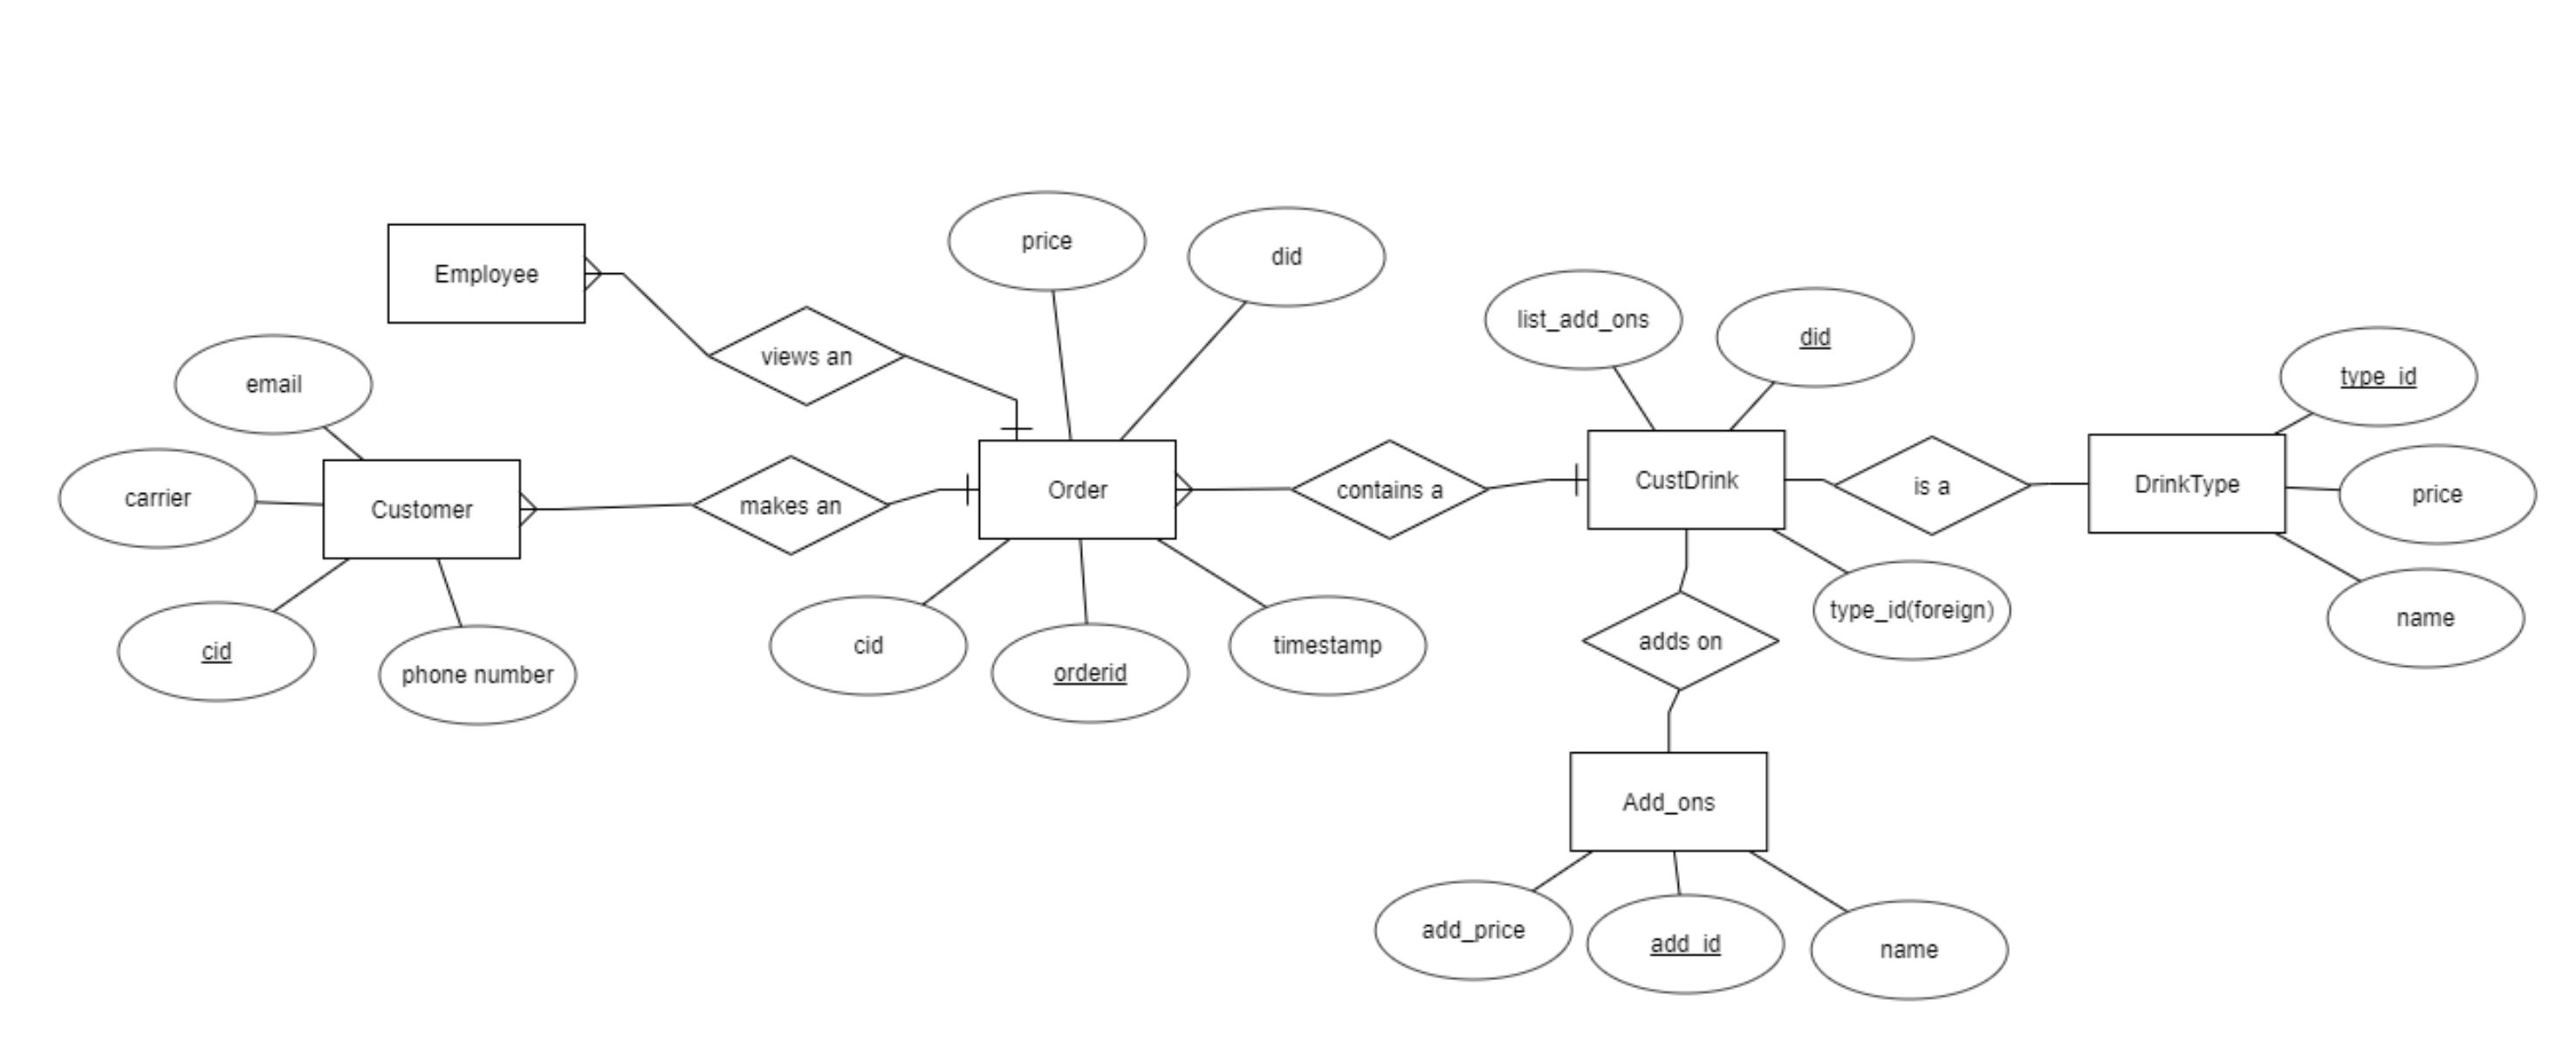 price
did
Employee
list_add_ons
did
views an
type_id
email
carrier
Customer
makes an
Order
contains a
CustDrink
is a
DrinkType
price
cid
phone number
cid
orderid
timestamp
adds on
type_id(foreign)
name
Add_ons
add_price
add_id
name